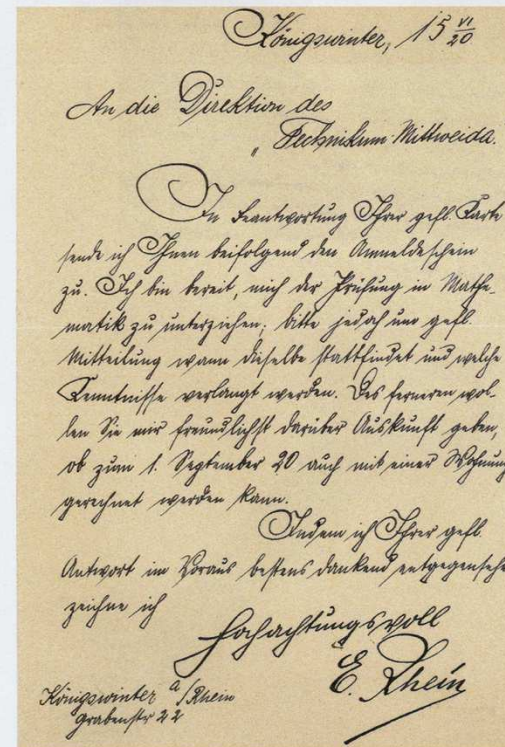 Königswinter, 15 VI/20
An die Direktion des
" Technikum Mittweida.
In Beantwortung Ihrer gefl. Karte
sende ich Ihnen beifolgend den Anmeldeschein
zu. Ich bin bereit, mich der Prüfung in Mathe-
matik zu unterziehen; bitte jedoch um gefl.
Mitteilung wann dieselbe stattfindet und welche
Kenntnisse verlangt werden. Des ferneren wol-
len Sie mir freundlichst darüber Auskunft geben,
ob zum 1. September 20 auch mit einer Wohnung
gerechnet werden kann.
Indem ich Ihrer gefl.
Antwort im Voraus bestens dankend entgegensehe
zeichne ich
Hochachtungsvoll
E. Rhein
Königswinter a/Rhein
Grabenstr 22